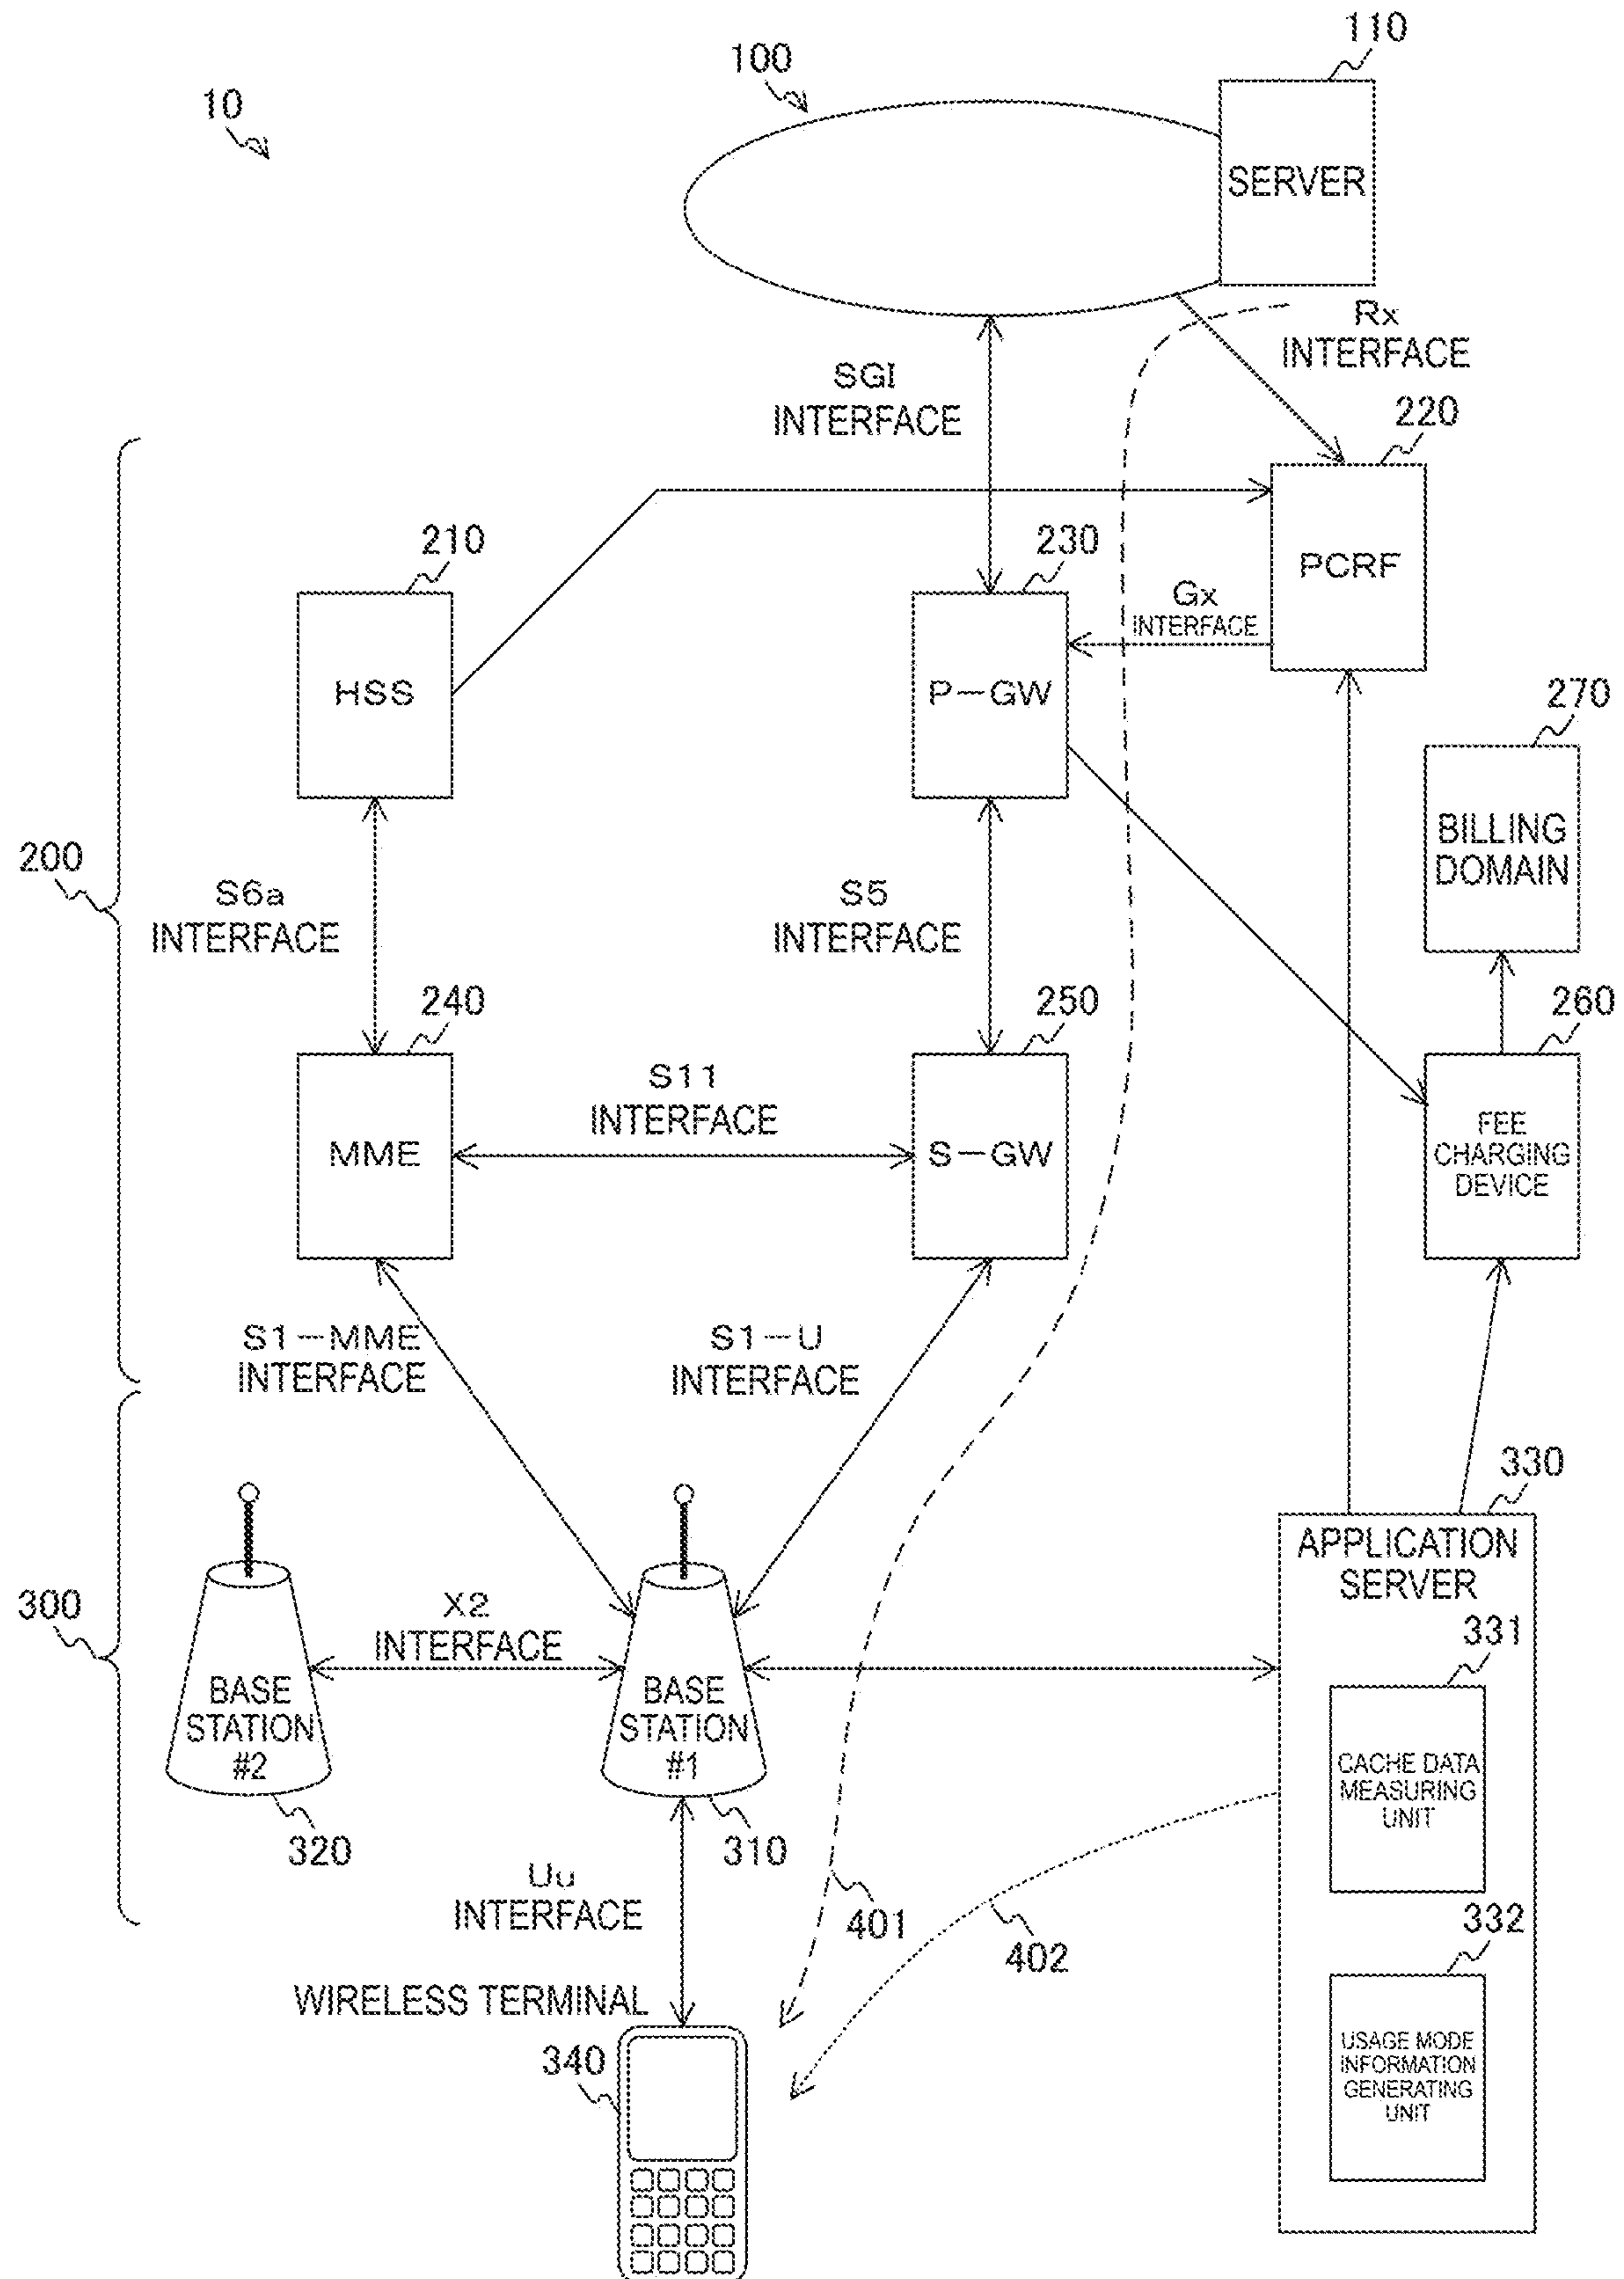 110
100
10
SERVER
Rx
INTERFACE
SGI
INTERFACE
220
210
230
PCRF
Gx
INTERFACE
HSS
P-GW
270
BILLING
DOMAIN
200
S6a
INTERFACE
S5
INTERFACE
240
250
260
S11
INTERFACE
MME
S-GW
FEE
CHARGING
DEVICE
S1-MME
INTERFACE
S1-U
INTERFACE
330
APPLICATION
SERVER
300
X2
INTERFACE
331
BASE
STATION
#2
BASE
STATION
#1
CACHE DATA
MEASURING
UNIT
320
310
Uu
INTERFACE
401
402
332
WIRELESS TERMINAL
340
USAGE MODE
INFORMATION
GENERATING
UNIT